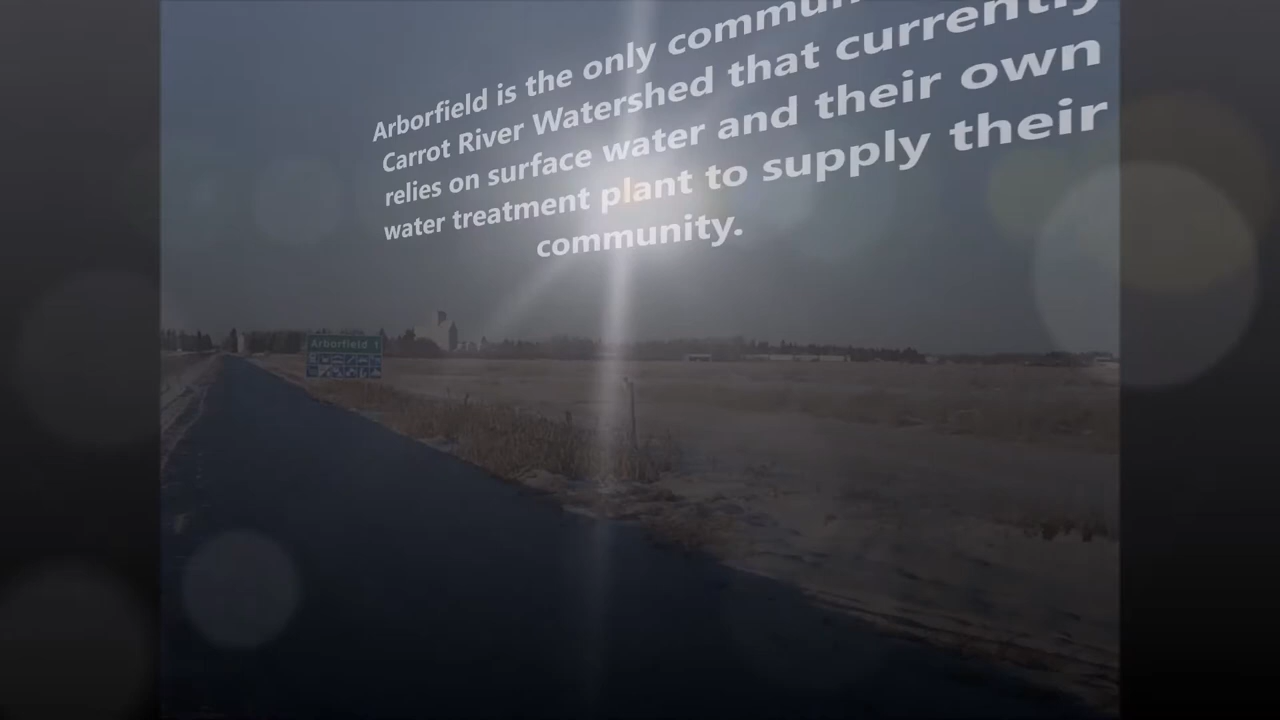 Arborfield is the only
Carrot River Watershed that currently
relies on surface water and their own
water treatment plant to supply their
community.
Arborfield 1